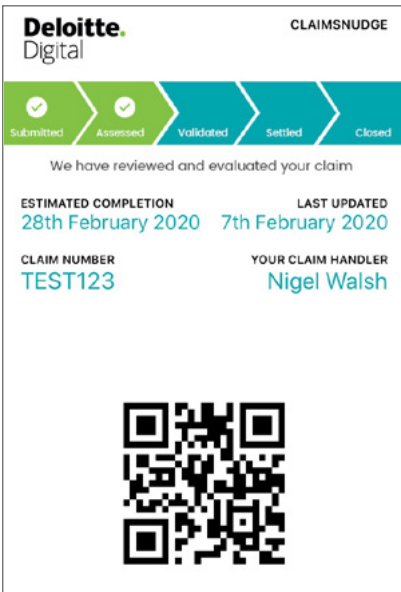 Deloitte.
Digital
CLAIMSNUDGE
Submitted Assessed Validated Settled Closed
We have reviewed and evaluated your claim
ESTIMATED COMPLETION LAST UPDATED
28th February 2020 7th February 2020
CLAIM NUMBER YOUR CLAIM HANDLER
TEST123 Nigel Walsh